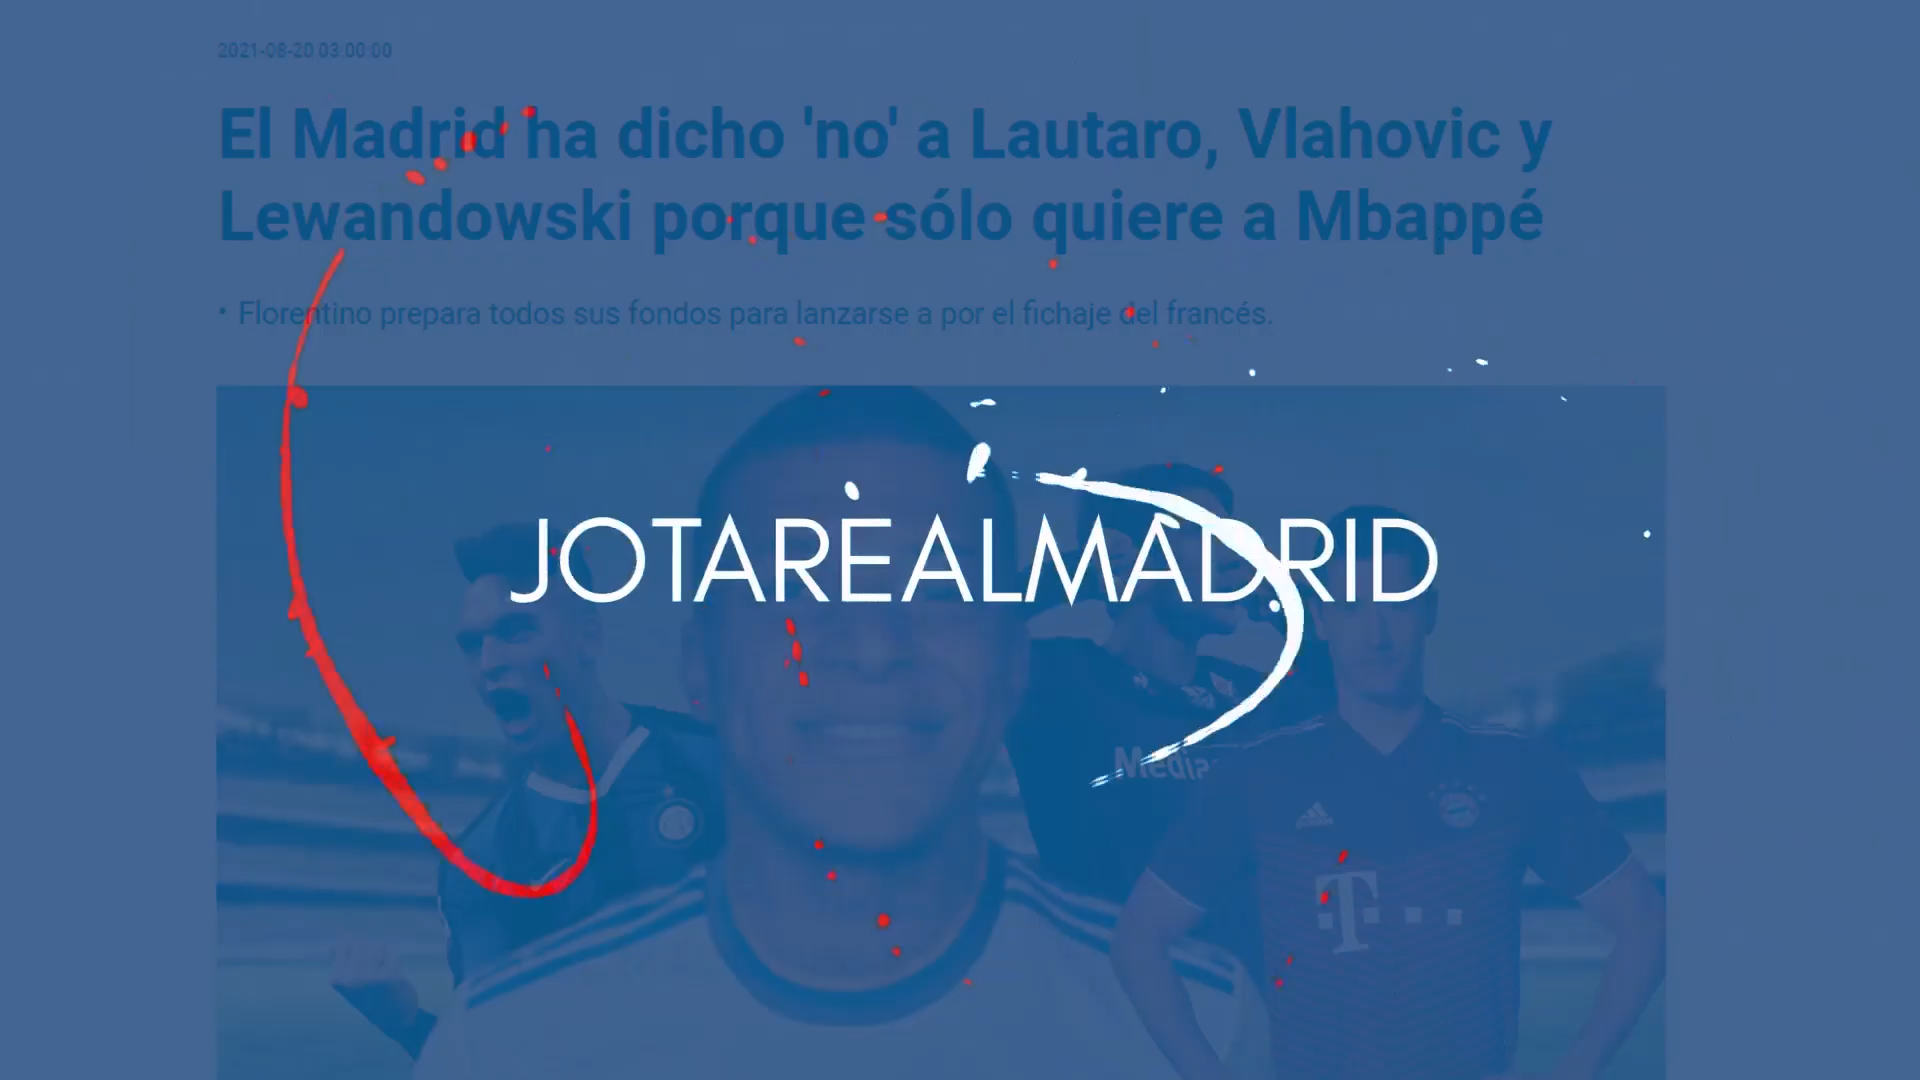 2021-08-20 03:00:00
El Madrid ha dicho 'no' a Lautaro, Vlahovic y
Lewandowski porque sólo quiere a Mbappé
• Florentino prepara todos sus fondos para lanzarse a por el fichaje del francés.
JOTAREALMADRID
T